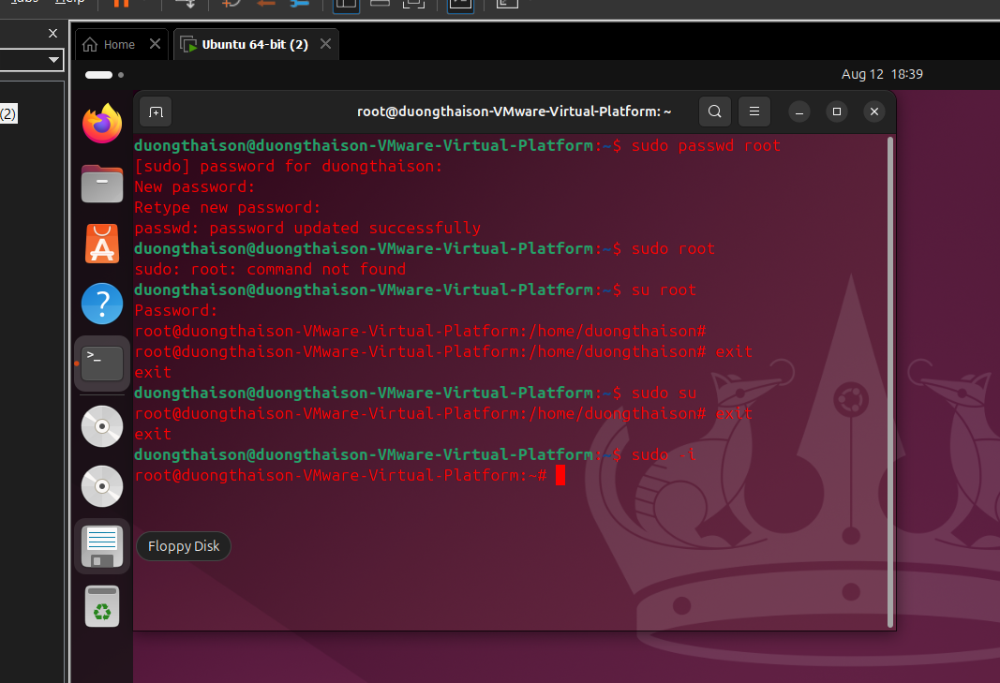 Tabs Help
Home
Ubuntu 64-bit (2)
(2)
Aug 12 18:39
root@duongthaison-VMware-Virtual-Platform: ~
duongthaison@duongthaison-VMware-Virtual-Platform:~$ sudo passwd root
[sudo] password for duongthaison:
New password:
Retype new password:
passwd: password updated successfully
duongthaison@duongthaison-VMware-Virtual-Platform:~$ sudo root
sudo: root: command not found
duongthaison@duongthaison-VMware-Virtual-Platform:~$ su root
Password:
root@duongthaison-VMware-Virtual-Platform:/home/duongthaison#
root@duongthaison-VMware-Virtual-Platform:/home/duongthaison# exit
exit
duongthaison@duongthaison-VMware-Virtual-Platform:~$ sudo su
root@duongthaison-VMware-Virtual-Platform:/home/duongthaison# exit
exit
duongthaison@duongthaison-VMware-Virtual-Platform:~$ sudo -i
root@duongthaison-VMware-Virtual-Platform:~#
Floppy Disk